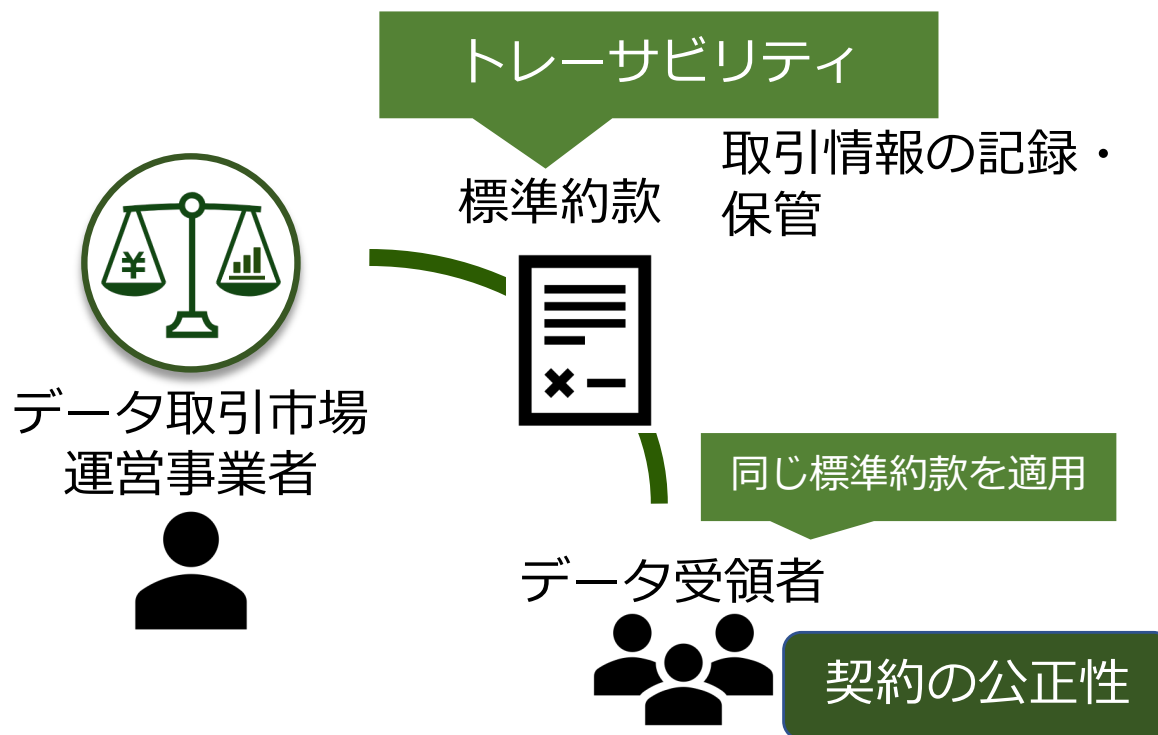 トレーサビリティ
取引情報の記録・
保管
標準約款
¥
データ取引市場
運営事業者
同じ標準約款を適用
データ受領者
契約の公正性